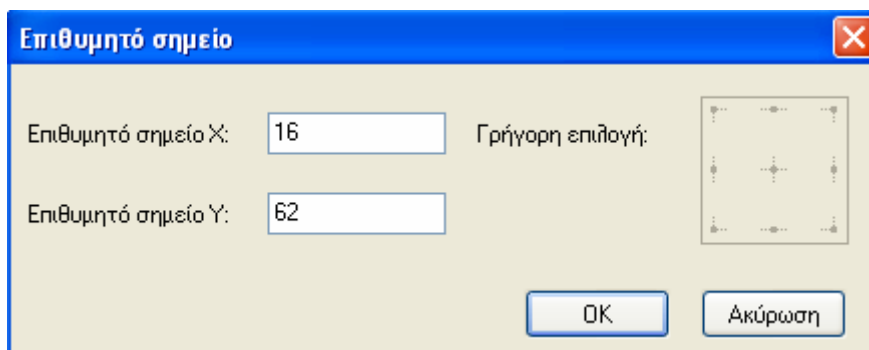 Επιθυμητό σημείο
Επιθυμητό σημείο X: 16 Γρήγορη επιλογή:
Επιθυμητό σημείο Y: 62
OK Ακύρωση